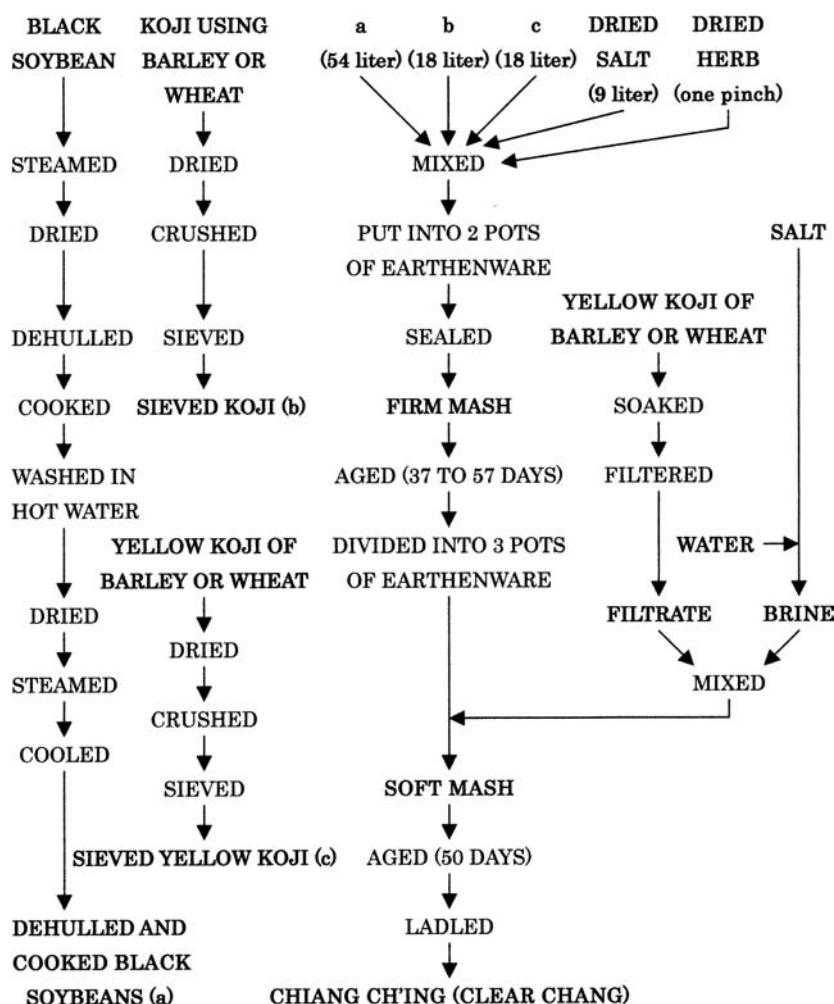 BLACK
SOYBEAN
STEAMED
DRIED
DEHULLED
COOKED
WASHED IN
HOT WATER
DRIED
STEAMED
COOLED
DEHULLED AND
COOKED BLACK
SOYBEANS (a)
KOJI USING
BARLEY OR
WHEAT
DRIED
CRUSHED
SIEVED
SIEVED KOJI (b)
YELLOW KOJI OF
BARLEY OR WHEAT
DRIED
CRUSHED
SIEVED
SIEVED YELLOW KOJI (c)
a
(54 liter)
b
(18 liter)
c
(18 liter)
DRIED
SALT
(9 liter)
DRIED
HERB
(one pinch)
MIXED
PUT INTO 2 POTS
OF EARTHENWARE
SEALED
FIRM MASH
AGED (37 TO 57 DAYS)
DIVIDED INTO 3 POTS
OF EARTHENWARE
YELLOW KOJI OF
BARLEY OR WHEAT
SOAKED
FILTERED
FILTRATE
SALT
WATER
BRINE
MIXED
SOFT MASH
AGED (50 DAYS)
LADLED
CHIANG CH'ING (CLEAR CHANG)